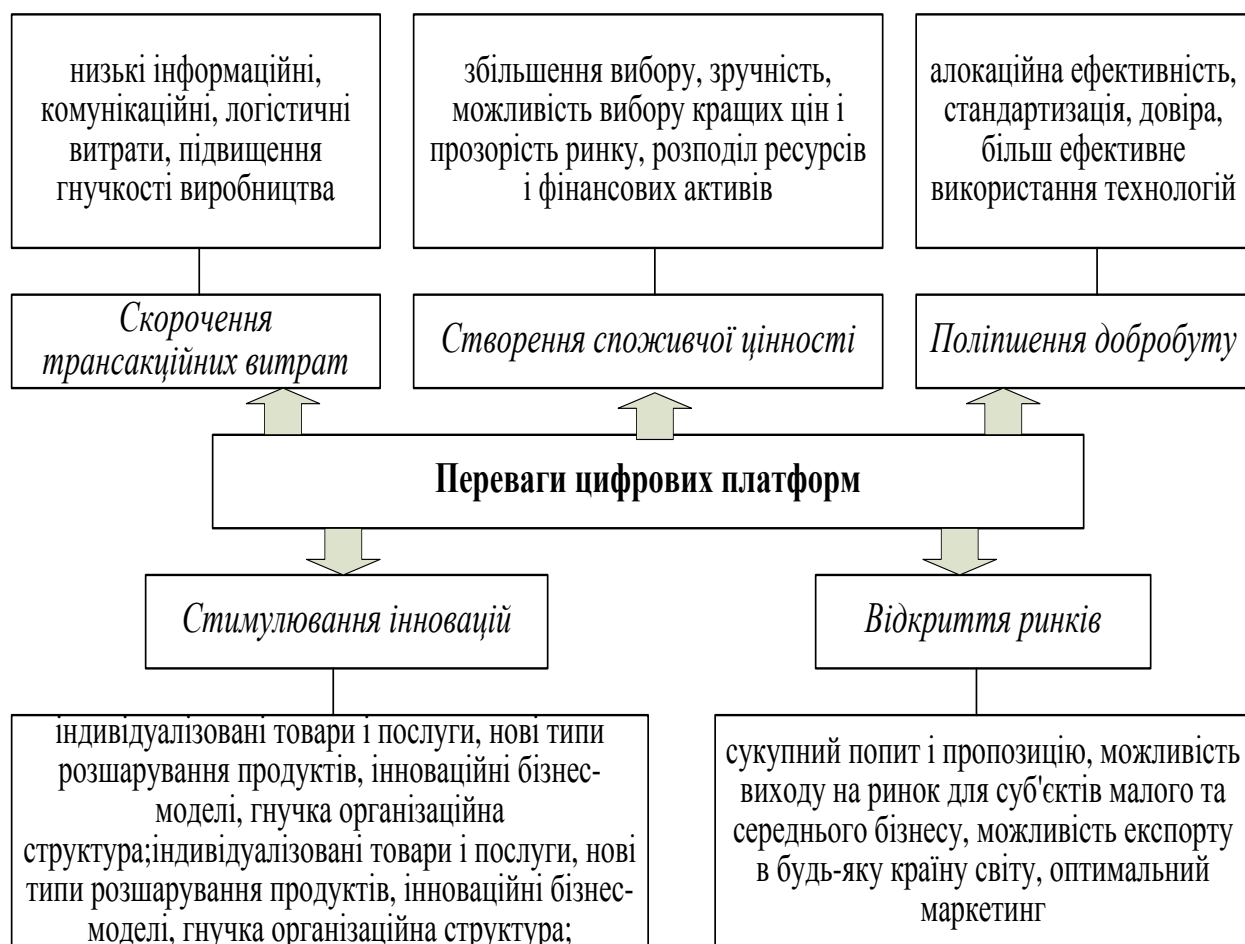 низькі інформаційні,
комунікаційні, логістичні
витрати, підвищення
гнучкості виробництва
збільшення вибору, зручність,
можливість вибору кращих цін і
прозорість ринку, розподіл ресурсів
і фінансових активів
алокаційна ефективність,
стандартизація, довіра,
більш ефективне
використання технологій
Скорочення
трансакційних витрат
Створення споживчої цінності
Поліпшення добробуту
Переваги цифрових платформ
Стимулювання інновацій
Відкриття ринків
індивідуалізовані товари і послуги, нові типи
розшарування продуктів, інноваційні бізнес-
моделі, гнучка організаційна
структура;індивідуалізовані товари і послуги, нові
типи розшарування продуктів, інноваційні бізнес-
моделі, гнучка організаційна структура;
сукупний попит і пропозицію, можливість
виходу на ринок для суб'єктів малого та
середнього бізнесу, можливість експорту
в будь-яку країну світу, оптимальний
маркетинг